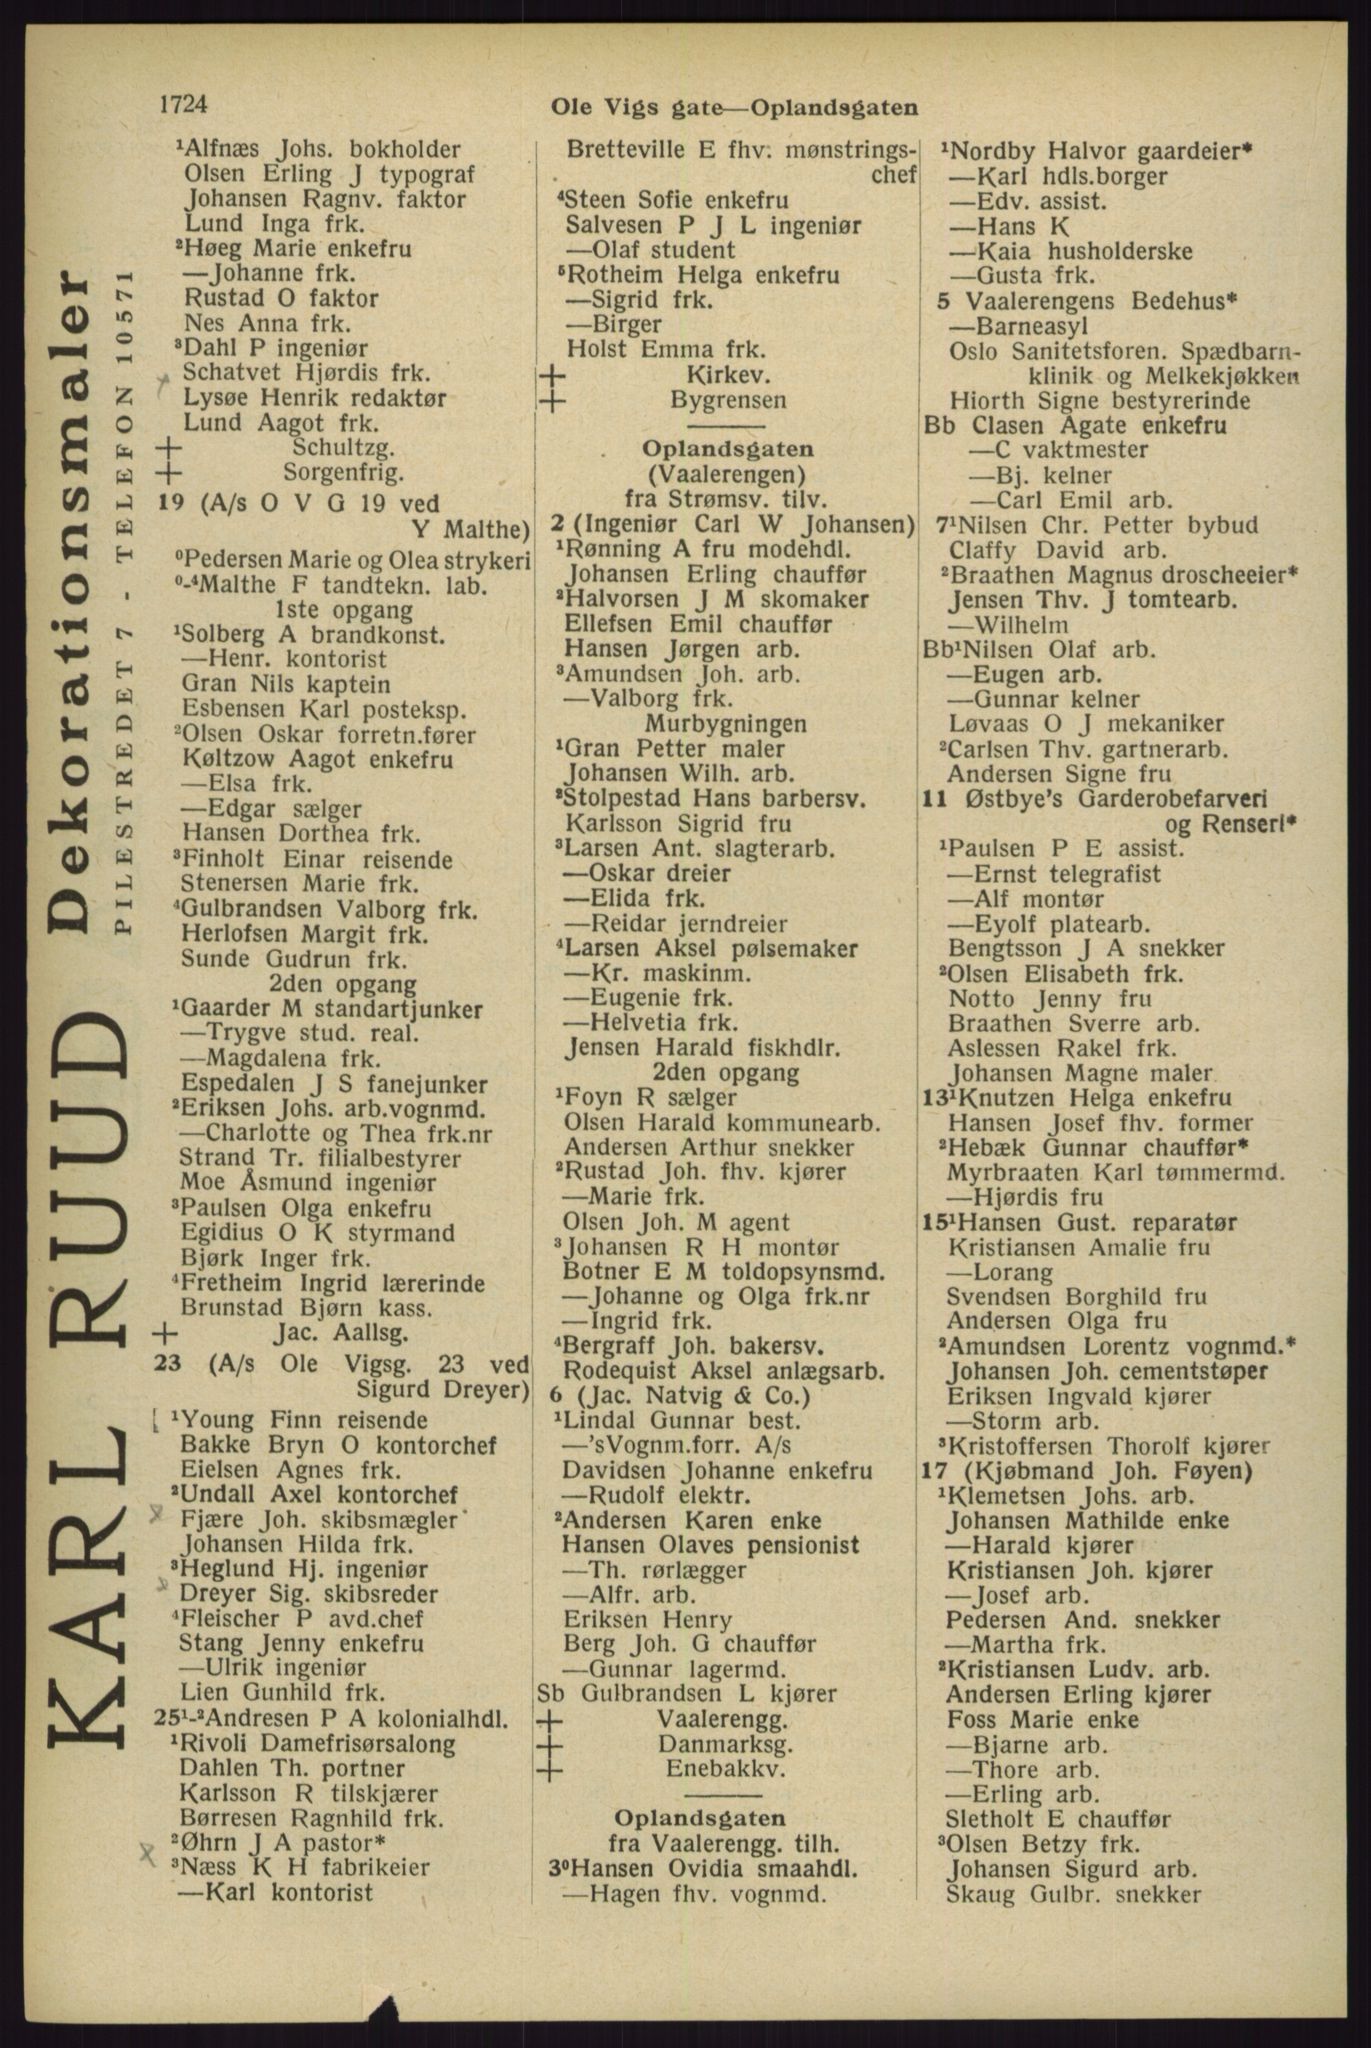 1724
Ole Vigs gate—Oplandsgaten
KARL RUUD Dekorationsmaler
PILESTREDET 7 - TELEFON 10571
¹Alfnæs Johs. bokholder
Olsen Erling J typograf
Johansen Ragnv. faktor
Lund Inga frk.
²Høeg Marie enkefru
—Johanne frk.
Rustad O faktor
Nes Anna frk.
³Dahl P ingeniør
Schatvet Hjørdis frk.
Lysøe Henrik redaktør
Lund Aagot frk.
+ Schultzg.
+ Sorgenfrig.
19 (A/s O V G 19 ved
Y Malthe)
⁰Pedersen Marie og Olea strykeri
⁰-⁴Malthe F tandtekn. lab.
1ste opgang
¹Solberg A brandkonst.
—Henr. kontorist
Gran Nils kaptein
Esbensen Karl posteksp.
²Olsen Oskar forretn.fører
Køltzow Aagot enkefru
—Elsa frk.
—Edgar sælger
Hansen Dorthea frk.
³Finholt Einar reisende
Stenersen Marie frk.
⁴Gulbrandsen Valborg frk.
Herlofsen Margit frk.
Sunde Gudrun frk.
2den opgang
¹Gaarder M standartjunker
—Trygve stud. real.
—Magdalena frk.
Espedalen J S fanejunker
²Eriksen Johs. arb.vognmd.
—Charlotte og Thea frk.nr
Strand Tr. filialbestyrer
Moe Åsmund ingeniør
³Paulsen Olga enkefru
Egidius O K styrmand
Bjørk Inger frk.
⁴Fretheim Ingrid lærerinde
Brunstad Bjørn kass.
+ Jac. Aallsg.
23 (A/s Ole Vigsg. 23 ved
Sigurd Dreyer)
¹Young Finn reisende
Bakke Bryn O kontorchef
Eielsen Agnes frk.
²Undall Axel kontorchef
Fjære Joh. skibsmægler
Johansen Hilda frk.
³Heglund Hj. ingeniør
Dreyer Sig. skibsreder
⁴Fleischer P avd.chef
Stang Jenny enkefru
—Ulrik ingeniør
Lien Gunhild frk.
25¹-²Andresen P A kolonialhdl.
¹Rivoli Damefrisørsalong
Dahlen Th. portner
Karlsson R tilskjærer
Børresen Ragnhild frk.
²Øhrn J A pastor*
³Næss K H fabrikeier
—Karl kontorist
Bretteville E fhv. mønstrings-
chef
⁴Steen Sofie enkefru
Salvesen P J L ingeniør
—Olaf student
⁵Rotheim Helga enkefru
—Sigrid frk.
—Birger
Holst Emma frk.
+ Kirkev.
+ Bygrensen
Oplandsgaten
(Vaalerengen)
fra Strømsv. tilv.
2 (Ingeniør Carl W Johansen)
¹Rønning A fru modehdl.
Johansen Erling chauffør
²Halvorsen J M skomaker
Ellefsen Emil chauffør
Hansen Jørgen arb.
³Amundsen Joh. arb.
—Valborg frk.
Murbygningen
¹Gran Petter maler
Johansen Wilh. arb.
²Stolpestad Hans barbersv.
Karlsson Sigrid fru
³Larsen Ant. slagterarb.
—Oskar dreier
—Elida frk.
—Reidar jerndreier
⁴Larsen Aksel pølsemaker
—Kr. maskinm.
—Eugenie frk.
—Helvetia frk.
Jensen Harald fiskhdlr.
2den opgang
¹Foyn R sælger
Olsen Harald kommunearb.
Andersen Arthur snekker
²Rustad Joh. fhv. kjører
—Marie frk.
Olsen Joh. M agent
³Johansen R H montør
Botner E M toldopsynsmd.
—Johanne og Olga frk.nr
—Ingrid frk.
⁴Bergraff Joh. bakersv.
Rodequist Aksel anlægsarb.
6 (Jac. Natvig & Co.)
¹Lindal Gunnar best.
—'sVognm.forr. A/s
Davidsen Johanne enkefru
—Rudolf elektr.
²Andersen Karen enke
Hansen Olaves pensionist
—Th. rørlægger
—Alfr. arb.
Eriksen Henry
Berg Joh. G chauffør
—Gunnar lagermd.
Sb Gulbrandsen L kjører
+ Vaalerengg.
+ Danmarksg.
+ Enebakkv.
Oplandsgaten
fra Vaalerengg. tilh.
3⁰Hansen Ovidia smaahdl.
—Hagen fhv. vognmd.
¹Nordby Halvor gaardeier*
—Karl hdls.borger
—Edv. assist.
—Hans K
—Kaia husholderske
—Gusta frk.
5 Vaalerengens Bedehus*
—Barneasyl
Oslo Sanitetsforen. Spædbarn-
klinik og Melkekjøkken
Hiorth Signe bestyrerinde
Bb Clasen Agate enkefru
—C vaktmester
—Bj. kelner
—Carl Emil arb.
7¹Nilsen Chr. Petter bybud
Claffy David arb.
²Braathen Magnus droscheeier*
Jensen Thv. J tomtearb.
—Wilhelm
Bb¹Nilsen Olaf arb.
—Eugen arb.
—Gunnar kelner
Løvaas O J mekaniker
²Carlsen Thv. gartnerarb.
Andersen Signe fru
11 Østbye's Garderobefarveri
og Renseri*
¹Paulsen P E assist.
—Ernst telegrafist
—Alf montør
—Eyolf platearb.
Bengtsson J A snekker
²Olsen Elisabeth frk.
Notto Jenny fru
Braathen Sverre arb.
Aslessen Rakel frk.
Johansen Magne maler
13¹Knutzen Helga enkefru
Hansen Josef fhv. former
²Hebæk Gunnar chauffør*
Myrbraaten Karl tømmermd.
—Hjørdis fru
15¹Hansen Gust. reparatør
Kristiansen Amalie fru
—Lorang
Svendsen Borghild fru
Andersen Olga fru
²Amundsen Lorentz vognmd.*
Johansen Joh. cementstøper
Eriksen Ingvald kjører
—Storm arb.
³Kristoffersen Thorolf kjører
17 (Kjøbmand Joh. Føyen)
¹Klemetsen Johs. arb.
Johansen Mathilde enke
—Harald kjører
Kristiansen Joh. kjører
—Josef arb.
Pedersen And. snekker
—Martha frk.
²Kristiansen Ludv. arb.
Andersen Erling kjører
Foss Marie enke
—Bjarne arb.
—Thore arb.
—Erling arb.
Sletholt E chauffør
³Olsen Betzy frk.
Johansen Sigurd arb.
Skaug Gulbr. snekker